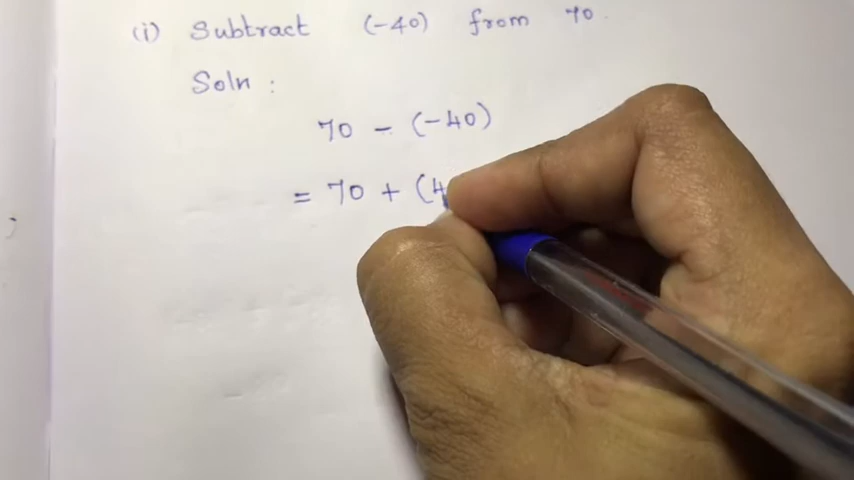 (i) Subtract (-40) from 70.
Soln :
70 - (-40)
= 70 + (4